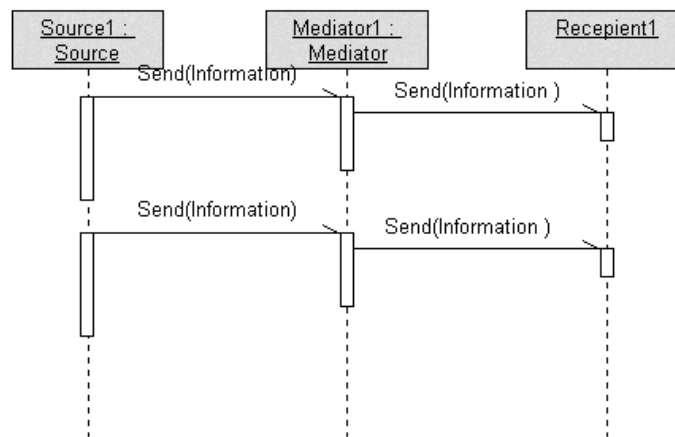 Source1 :
Source
Mediator1 :
Mediator
Recepient1
Send(Information)
Send(Information )
Send(Information)
Send(Information )